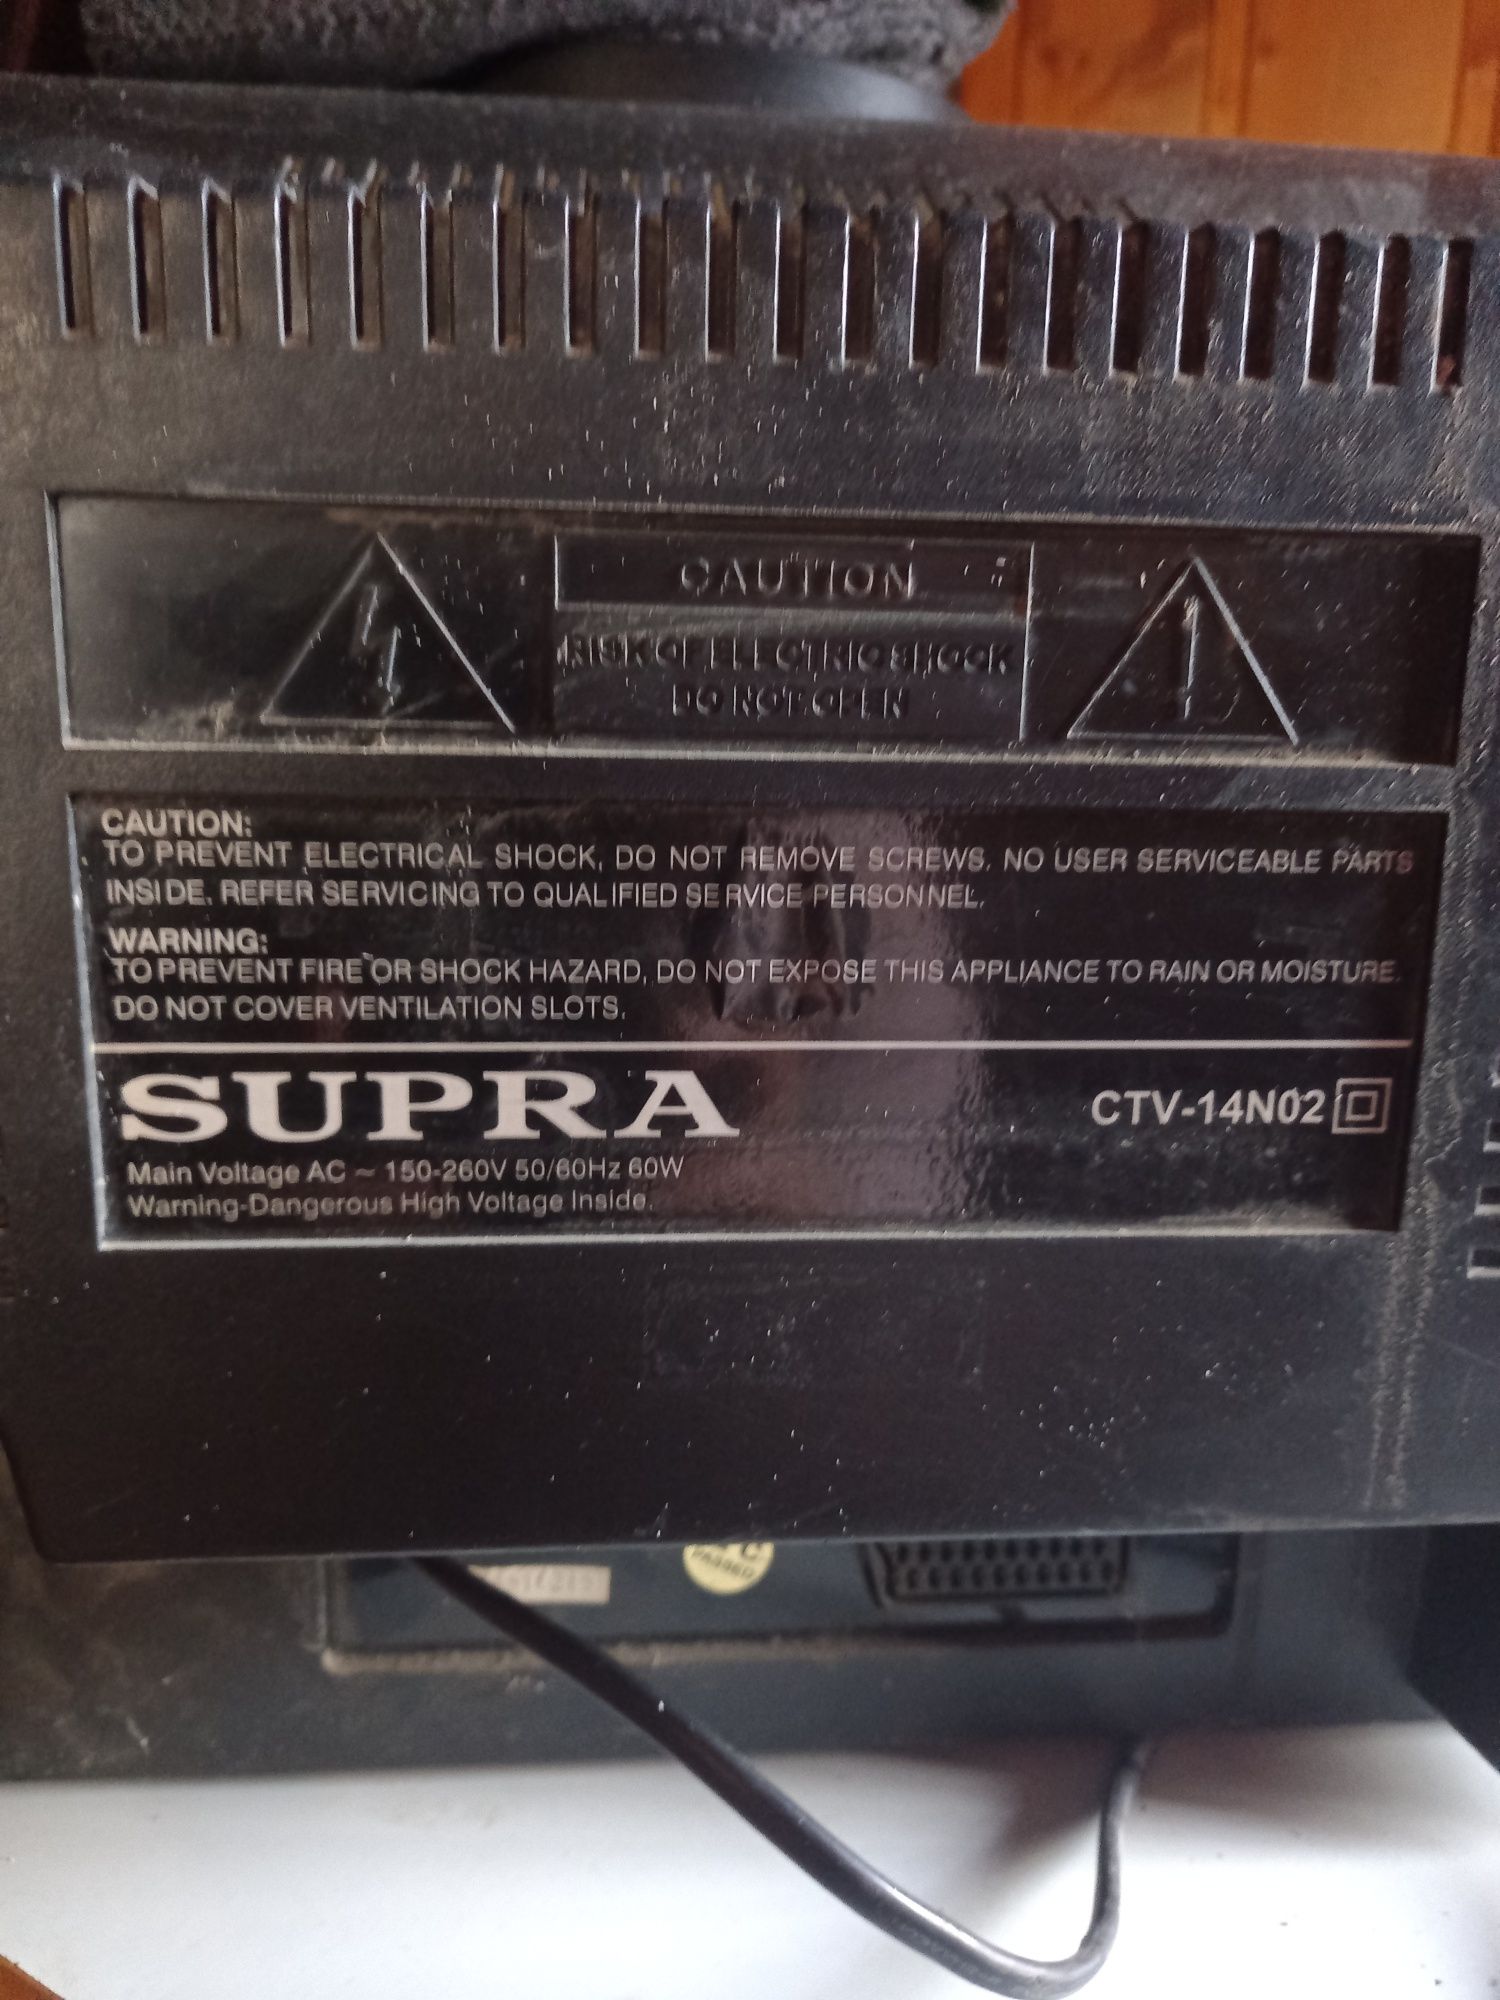 CAUTION
RISK OF ELECTRIC SHOCK
DO NOT OPEN
CAUTION:
TO PREVENT ELECTRICAL SHOCK, DO NOT REMOVE SCREWS. NO USER SERVICEABLE PARTS
INSIDE. REFER SERVICING TO QUALIFIED SERVICE PERSONNEL.
WARNING:
TO PREVENT FIRE OR SHOCK HAZARD, DO NOT EXPOSE THIS APPLIANCE TO RAIN OR MOISTURE.
DO NOT COVER VENTILATION SLOTS.
SUPRA
CTV-14N02
Main Voltage AC ~ 150-260V 50/60Hz 60W
Warning-Dangerous High Voltage Inside.
PASSED